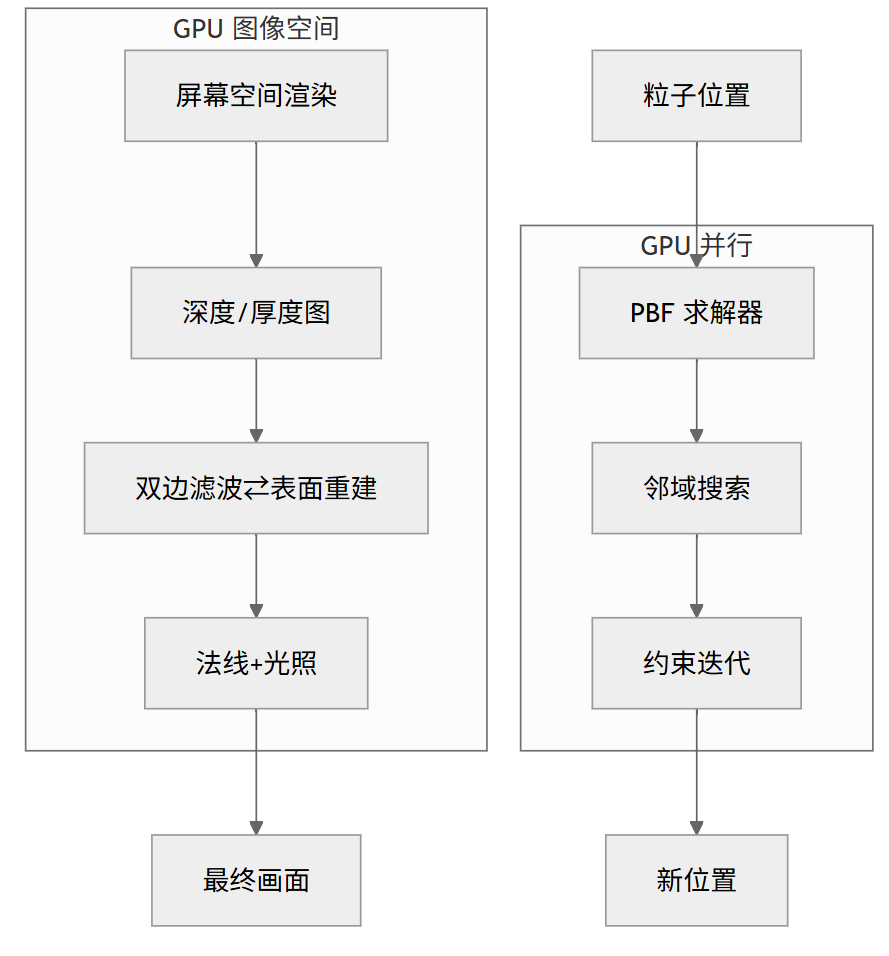 GPU 图像空间
屏幕空间渲染
深度/厚度图
双边滤波⇄表面重建
法线+光照
最终画面
粒子位置
GPU 并行
PBF 求解器
邻域搜索
约束迭代
新位置